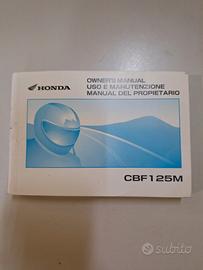 HONDA
OWNER'S MANUAL
USO E MANUTENZIONE
MANUAL DEL PROPIETARIO
CBF125M
subito